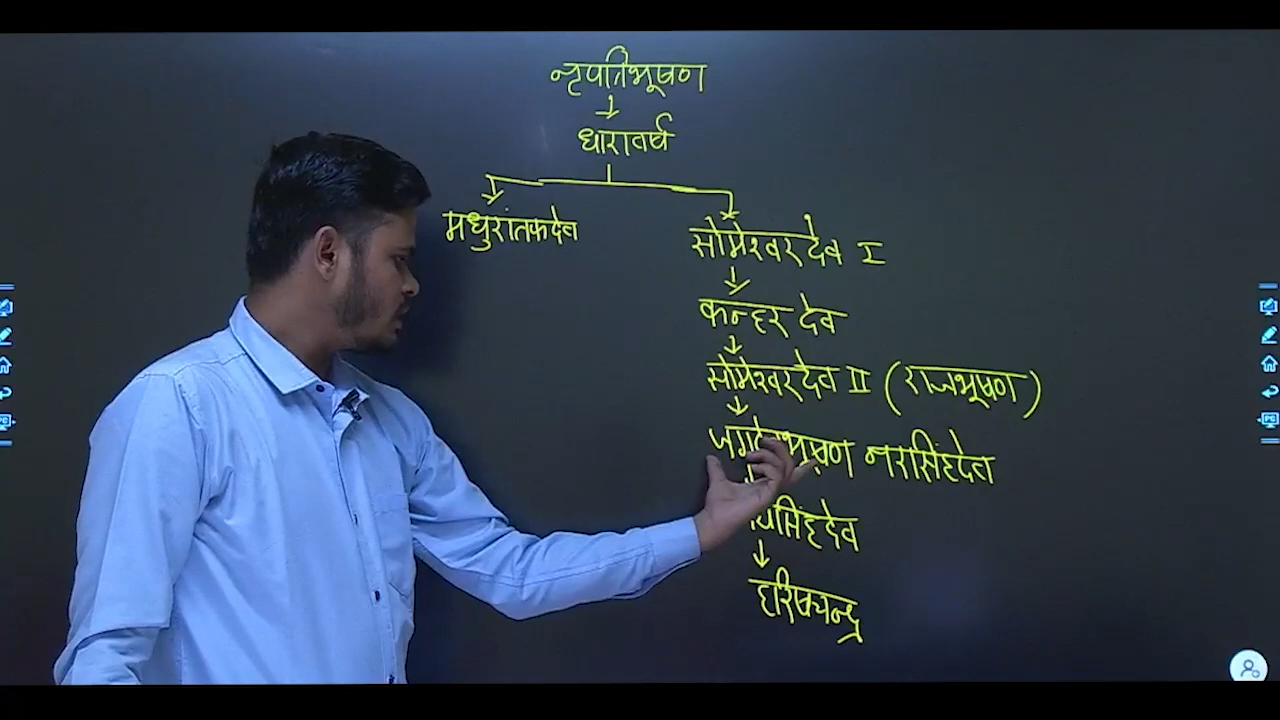 नृपतिभूषण
धारावर्ष
मधुरांतकदेव
सोमेश्वरदेव I
कन्हर देव
सोमेश्वरदेव II (राजभूषण)
नरसिंहदेव
हरिश्चन्द्र